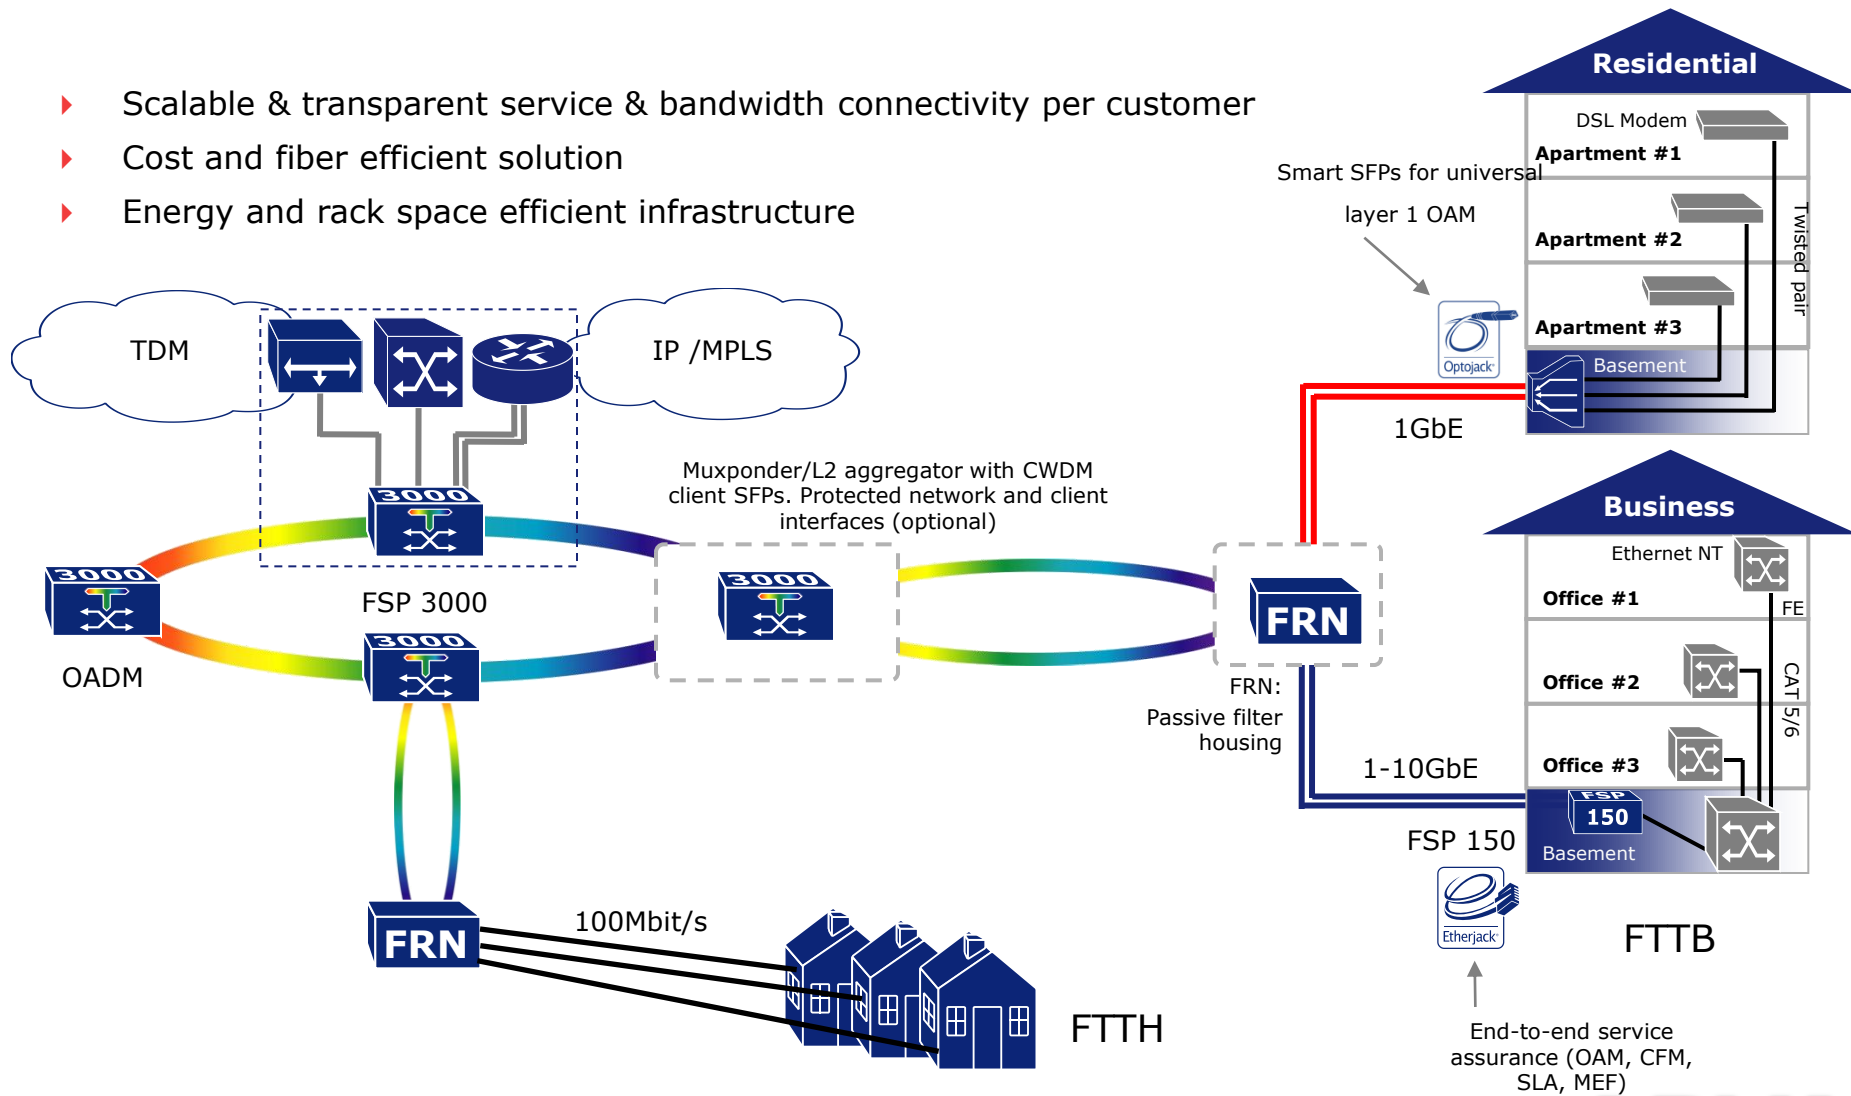 Scalable & transparent service & bandwidth connectivity per customer
Cost and fiber efficient solution
Energy and rack space efficient infrastructure
TDM
IP /MPLS
3000
3000
3000
3000
FSP 3000
OADM
Muxponder/L2 aggregator with CWDM
client SFPs. Protected network and client
interfaces (optional)
FRN
FRN:
Passive filter
housing
FRN
100Mbit/s
FTTH
Smart SFPs for universal
layer 1 OAM
Optojack
1GbE
Residential
DSL Modem
Apartment #1
Apartment #2
Apartment #3
Twisted pair
Basement
Business
Ethernet NT
Office #1
FE
Office #2
CAT 5/6
Office #3
1-10GbE
FSP
150
Basement
FSP 150
Etherjack
FTTB
End-to-end service
assurance (OAM, CFM,
SLA, MEF)